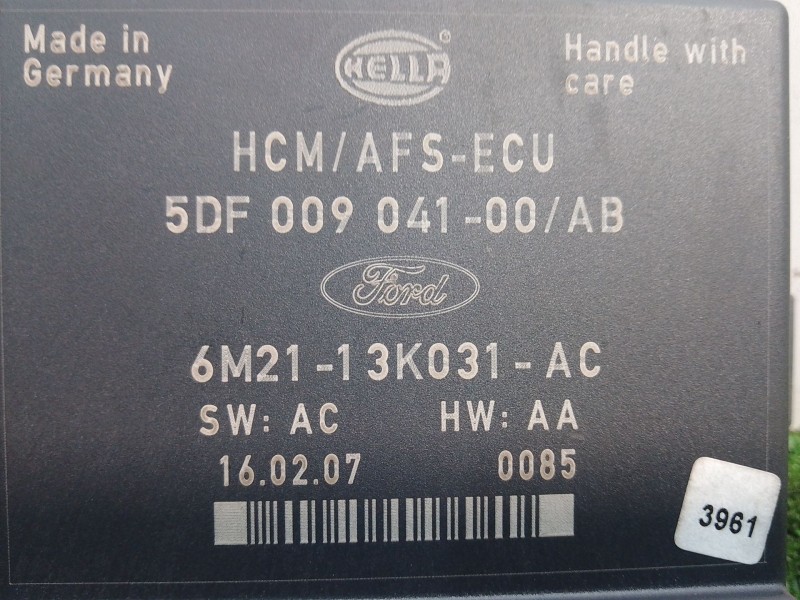 Made in
Germany
HELLA
®
Handle with
care
HCM/AFS-ECU
5DF 009 041-00/AB
Ford
6M21-13K031-AC
SW: AC HW: AA
16.02.07 0085
3961